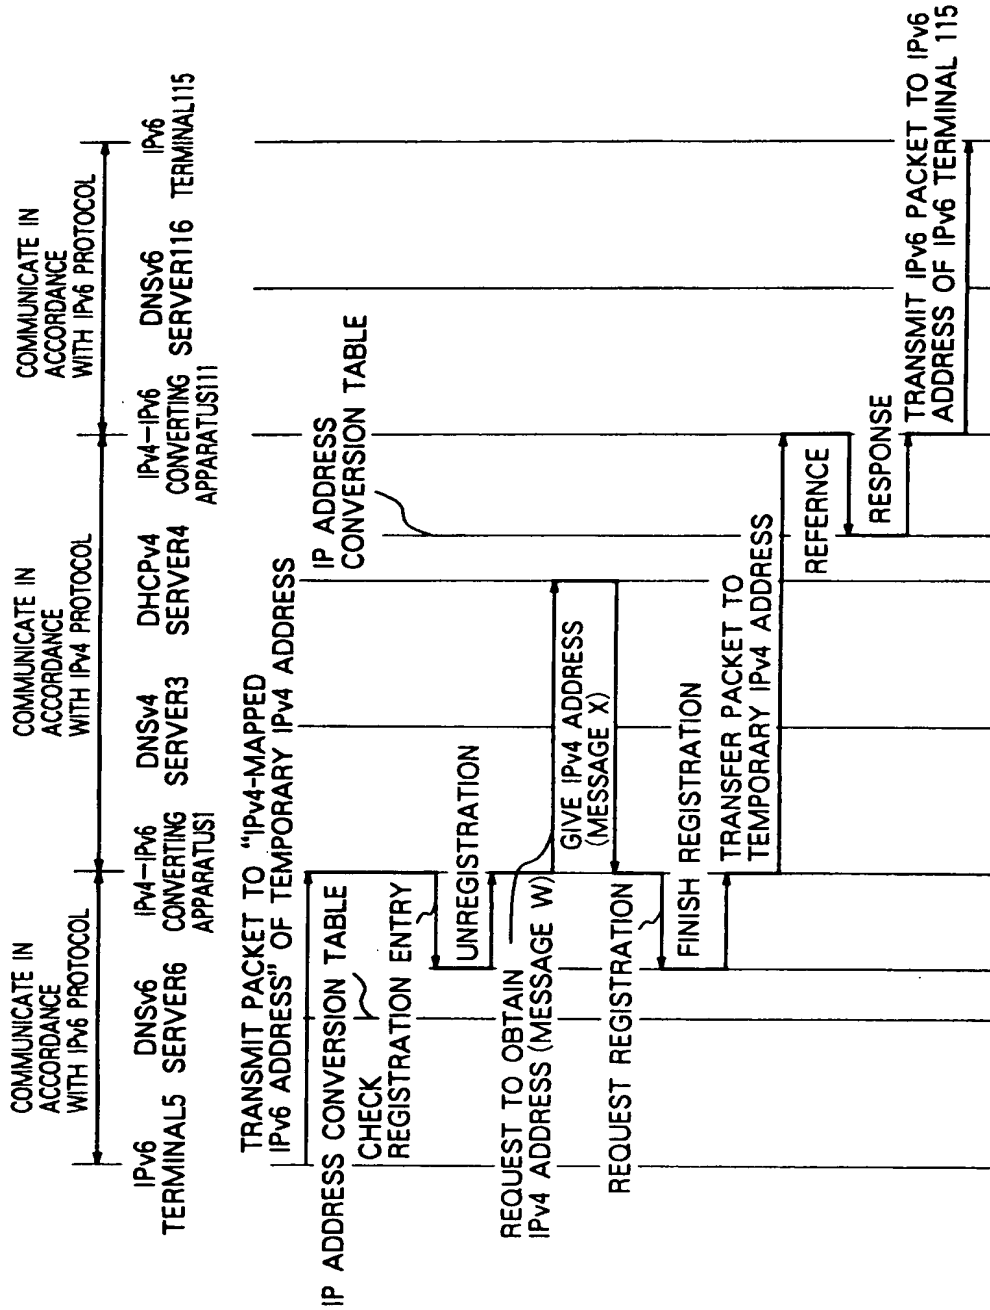 COMMUNICATE IN
ACCORDANCE
WITH IPv6 PROTOCOL
COMMUNICATE IN
ACCORDANCE
WITH IPv4 PROTOCOL
COMMUNICATE IN
ACCORDANCE
WITH IPv6 PROTOCOL
IPv6
TERMINAL5
DNSv6
SERVER6
IPv4-IPv6
CONVERTING
APPARATUS1
DNSv4
SERVER3
DHCPv4
SERVER4
IPv4-IPv6
CONVERTING
APPARATUS111
DNSv6
SERVER116
IPv6
TERMINAL115
TRANSMIT PACKET TO "IPv4-MAPPED
IPv6 ADDRESS" OF TEMPORARY IPv4 ADDRESS
IP ADDRESS CONVERSION TABLE
IP ADDRESS
CONVERSION TABLE
CHECK
REGISTRATION ENTRY
UNREGISTRATION
REQUEST TO OBTAIN
IPv4 ADDRESS (MESSAGE W)
GIVE IPv4 ADDRESS
(MESSAGE X)
REQUEST REGISTRATION
FINISH REGISTRATION
TRANSFER PACKET TO
TEMPORARY IPv4 ADDRESS
REFERNCE
RESPONSE
TRANSMIT IPv6 PACKET TO IPv6
ADDRESS OF IPv6 TERMINAL 115